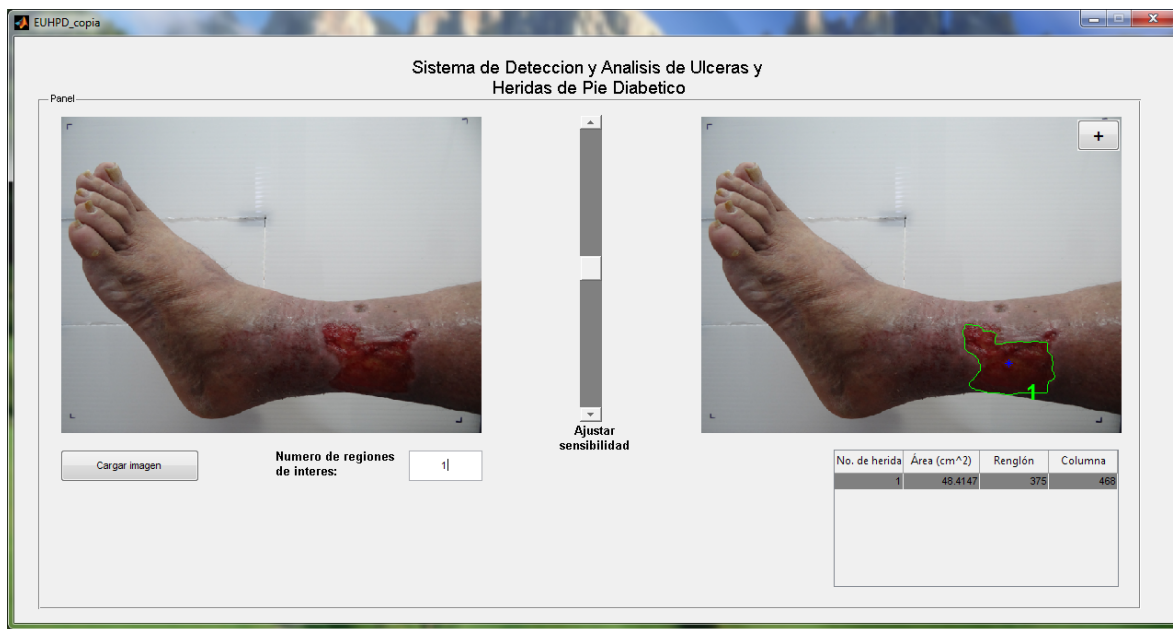 EUHPD_copia
Sistema de Deteccion y Analisis de Ulceras y
Heridas de Pie Diabetico
Panel
+
1
Ajustar
sensibilidad
Cargar imagen
Numero de regiones
de interes:
1
No. de herida Área (cm^2) Renglón Columna
1 48.4147 375 468